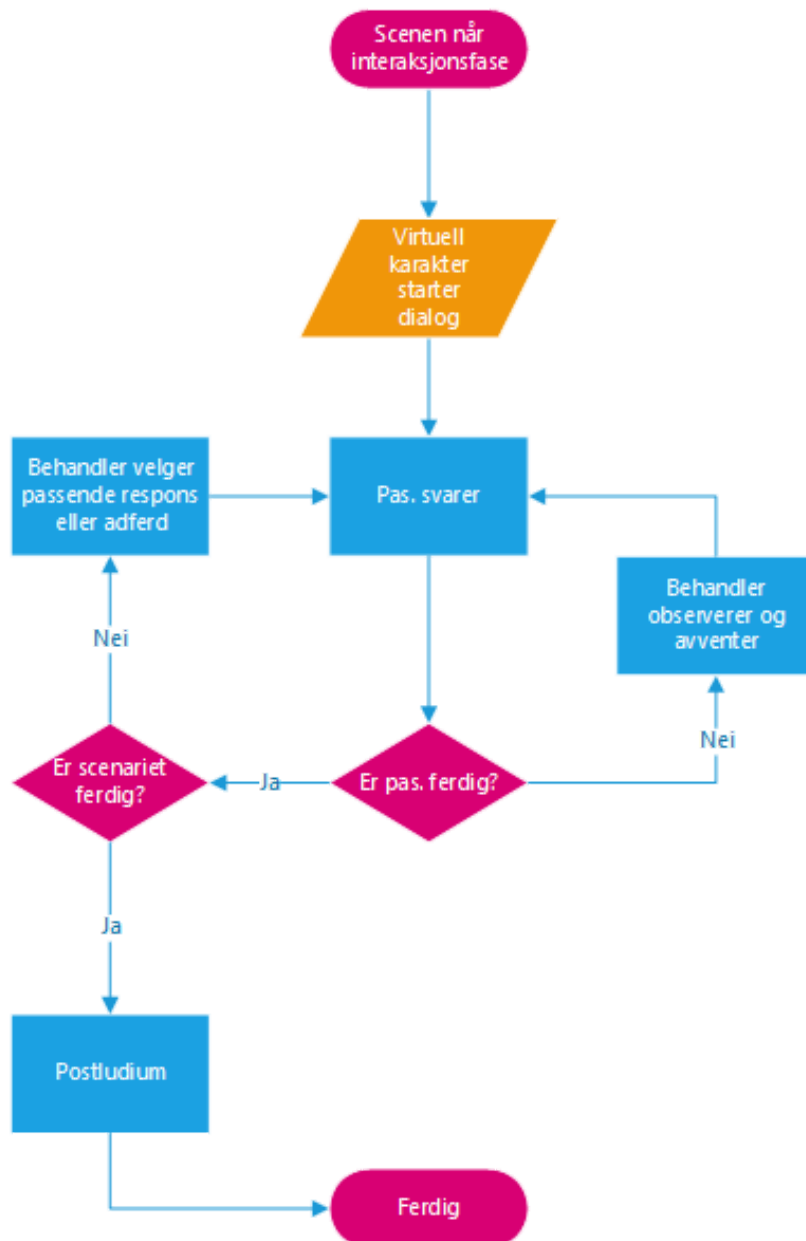 Scenen når
interaksjonsfase
Virtuell
karakter
starter
dialog
Behandler velger
passende respons
eller adferd
Pas. svarer
Behandler
observerer og
avventer
Nei
Nei
Er scenariet
ferdig?
Ja
Er pas. ferdig?
Ja
Postludium
Ferdig